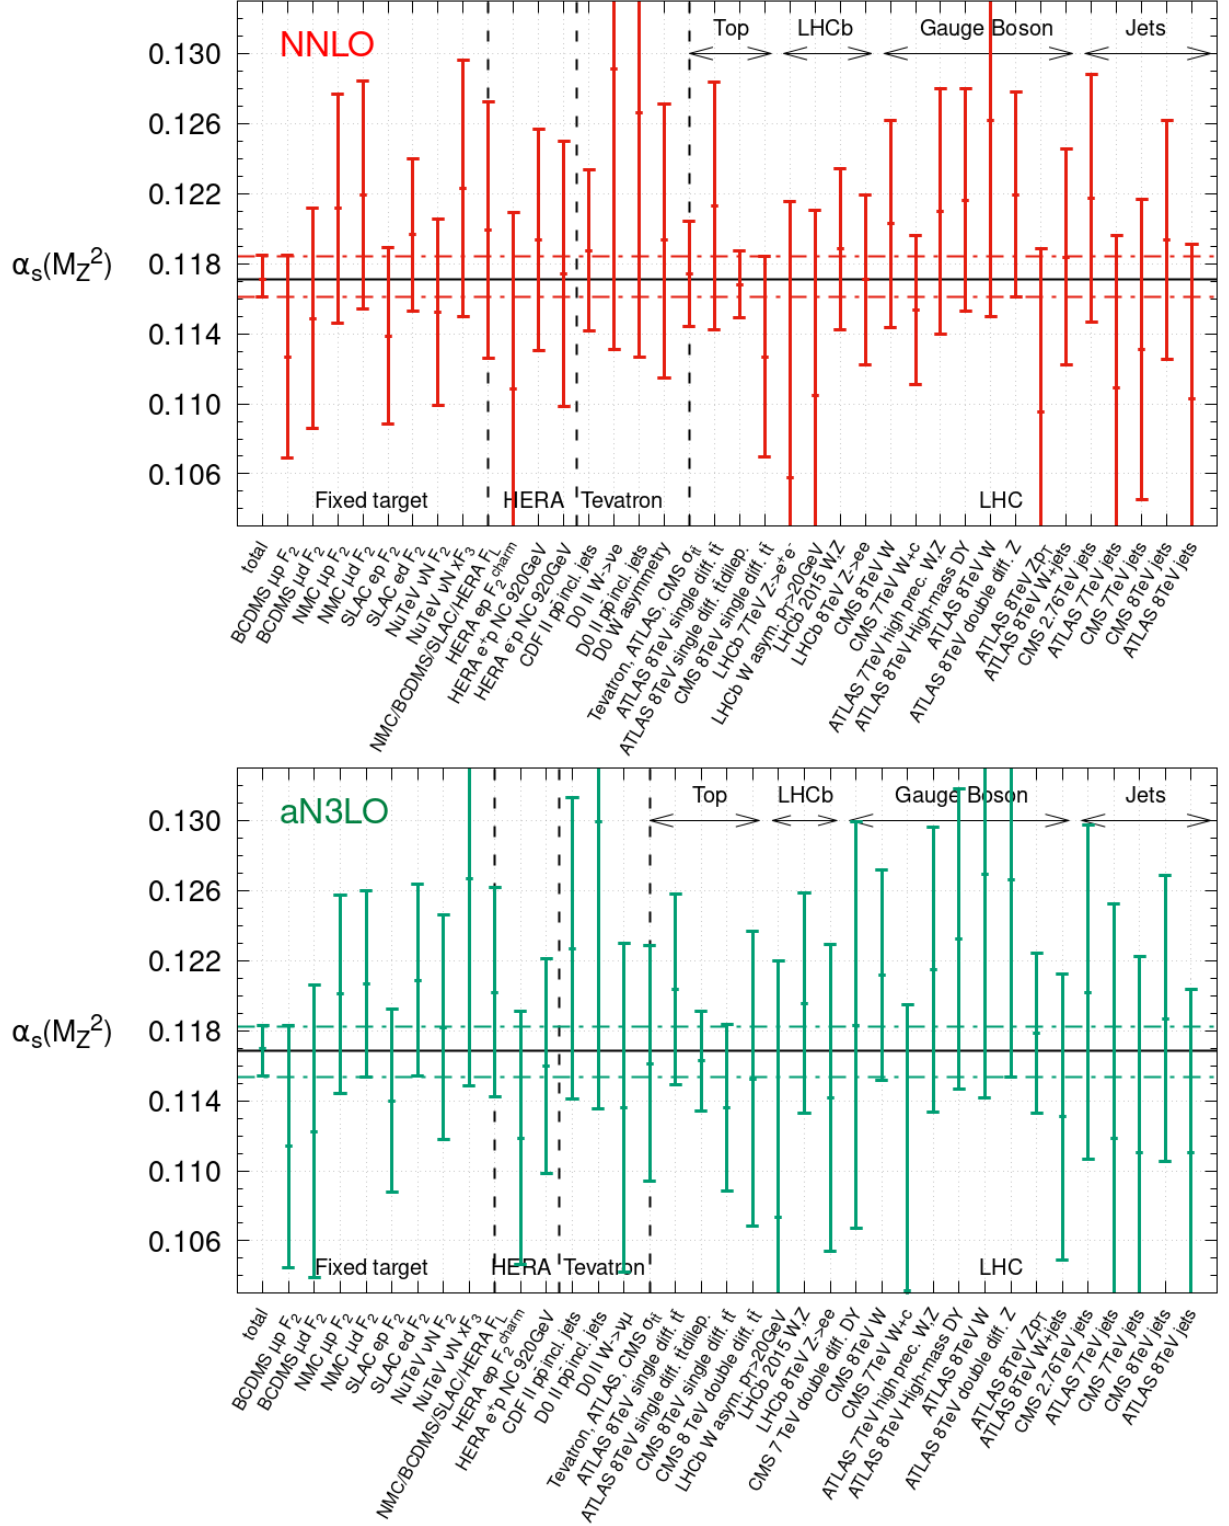 NNLO
Top
LHCb
Gauge Boson
Jets
0.130
0.126
0.122
0.118
0.114
0.110
0.106
αs(MZ²)
Fixed target
HERA
Tevatron
LHC
total
BCDMS μp F2
BCDMS μd F2
NMC μp F2
NMC μd F2
SLAC ep F2
SLAC ed F2
NuTeV νN F2
NuTeV νN xF3
NMC/BCDMS/SLAC/HERA FL
HERA ep F2charm
HERA e⁺p NC 920GeV
HERA e⁻p NC 920GeV
CDF II pp̄ incl. jets
D0 II W->νe
D0 II pp̄ incl. jets
D0 W asymmetry
Tevatron, ATLAS, CMS σtt̄
ATLAS 8TeV single diff. tt̄
ATLAS 8TeV single diff. tt̄ dilep.
CMS 8TeV single diff. tt̄
LHCb 7TeV Z->e⁺e⁻
LHCb W asym. pT>20GeV
LHCb 2015 W,Z
LHCb 8TeV Z->ee
CMS 8TeV W
CMS 7TeV W+c
ATLAS 7TeV high prec. W,Z
ATLAS 8TeV High-mass DY
ATLAS 8TeV W
ATLAS 8TeV double diff. Z
ATLAS 8TeV ZpT
ATLAS 8TeV W+jets
CMS 2.76TeV jets
ATLAS 7TeV jets
CMS 7TeV jets
CMS 8TeV jets
ATLAS 8TeV jets
aN3LO
Top
LHCb
Gauge Boson
Jets
0.130
0.126
0.122
0.118
0.114
0.110
0.106
αs(MZ²)
Fixed target
HERA
Tevatron
LHC
total
BCDMS μp F2
BCDMS μd F2
NMC μp F2
NMC μd F2
SLAC ep F2
SLAC ed F2
NuTeV νN F2
NuTeV νN xF3
NMC/BCDMS/SLAC/HERA FL
HERA ep F2charm
HERA e⁺p NC 920GeV
CDF II pp̄ incl. jets
D0 II pp̄ incl. jets
D0 II W->νμ
Tevatron, ATLAS, CMS σtt̄
ATLAS 8TeV single diff. tt̄
ATLAS 8TeV single diff. tt̄ dilep.
CMS 8TeV single diff. tt̄
CMS 8 TeV double diff. tt̄
LHCb W asym. pT>20GeV
LHCb 2015 W,Z
LHCb 8TeV Z->ee
CMS 7 TeV double diff. DY
CMS 8TeV W
CMS 7TeV W+c
ATLAS 7TeV high prec. W,Z
ATLAS 8TeV High-mass DY
ATLAS 8TeV W
ATLAS 8TeV double diff. Z
ATLAS 8TeV ZpT
ATLAS 8TeV W+jets
CMS 2.76TeV jets
ATLAS 7TeV jets
CMS 7TeV jets
CMS 8TeV jets
ATLAS 8TeV jets